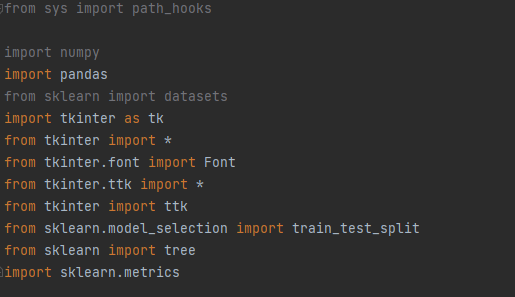 from sys import path_hooks
import numpy
import pandas
from sklearn import datasets
import tkinter as tk
from tkinter import *
from tkinter.font import Font
from tkinter.ttk import *
from tkinter import ttk
from sklearn.model_selection import train_test_split
from sklearn import tree
import sklearn.metrics